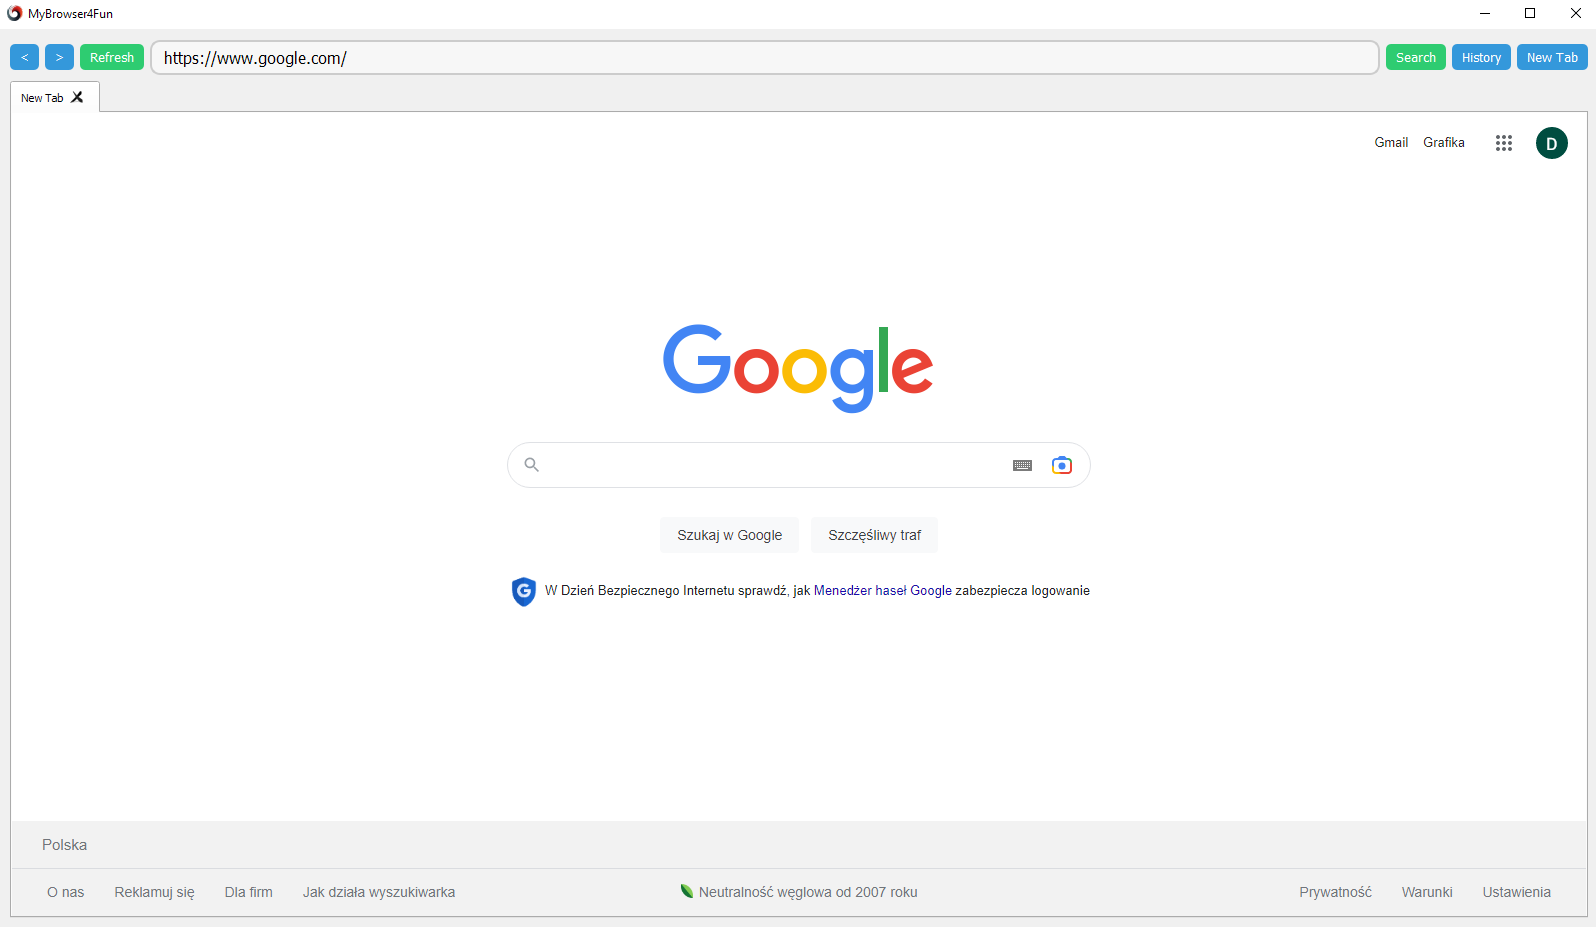 MyBrowser4Fun
< > Refresh https://www.google.com/ Search History New Tab
New Tab
Gmail Grafika D
Google
Szukaj w Google Szczęśliwy traf
G W Dzień Bezpiecznego Internetu sprawdź, jak Menedżer haseł Google zabezpiecza logowanie
Polska
O nas Reklamuj się Dla firm Jak działa wyszukiwarka Neutralność węglowa od 2007 roku Prywatność Warunki Ustawienia